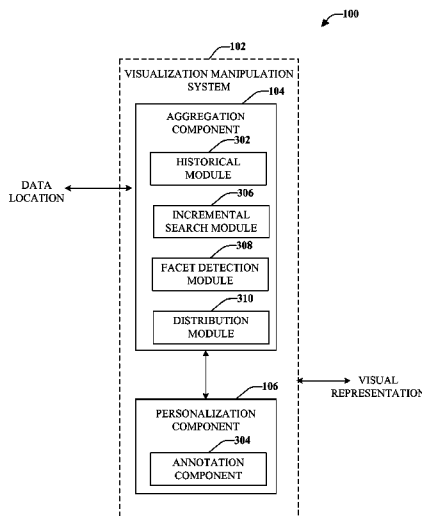 100
102
VISUALIZATION MANIPULATION
SYSTEM
104
AGGREGATION
COMPONENT
302
HISTORICAL
MODULE
DATA
LOCATION
306
INCREMENTAL
SEARCH MODULE
308
FACET DETECTION
MODULE
310
DISTRIBUTION
MODULE
106
VISUAL
REPRESENTATION
PERSONALIZATION
COMPONENT
304
ANNOTATION
COMPONENT